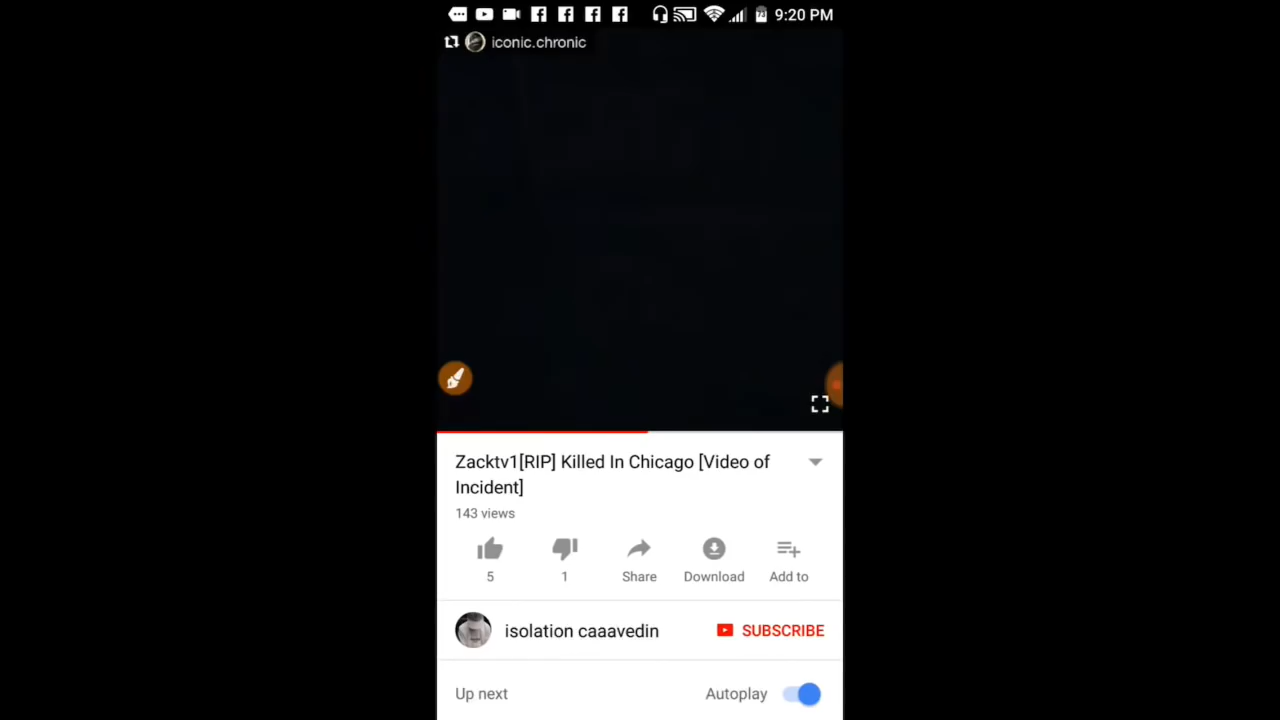 9:20 PM
iconic.chronic
Zacktv1[RIP] Killed In Chicago [Video of
Incident]
143 views
5
1
Share
Download
Add to
isolation caaavedin
SUBSCRIBE
Up next
Autoplay